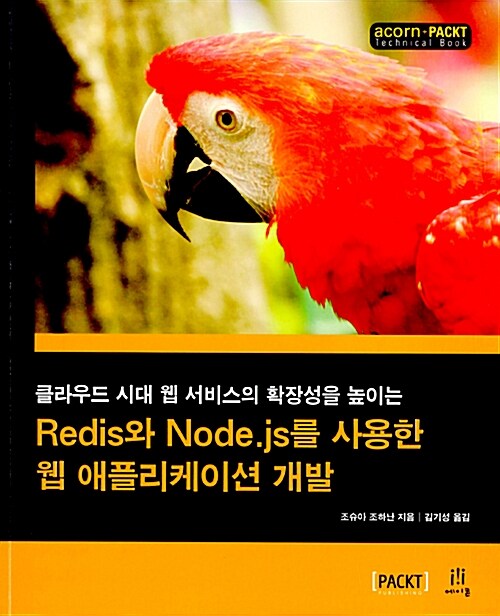 acorn+PACKT
Technical Book
클라우드 시대 웹 서비스의 확장성을 높이는
Redis와 Node.js를 사용한
웹 애플리케이션 개발
조슈아 조하난 지음 | 김기성 옮김
[PACKT]
PUBLISHING
에이콘